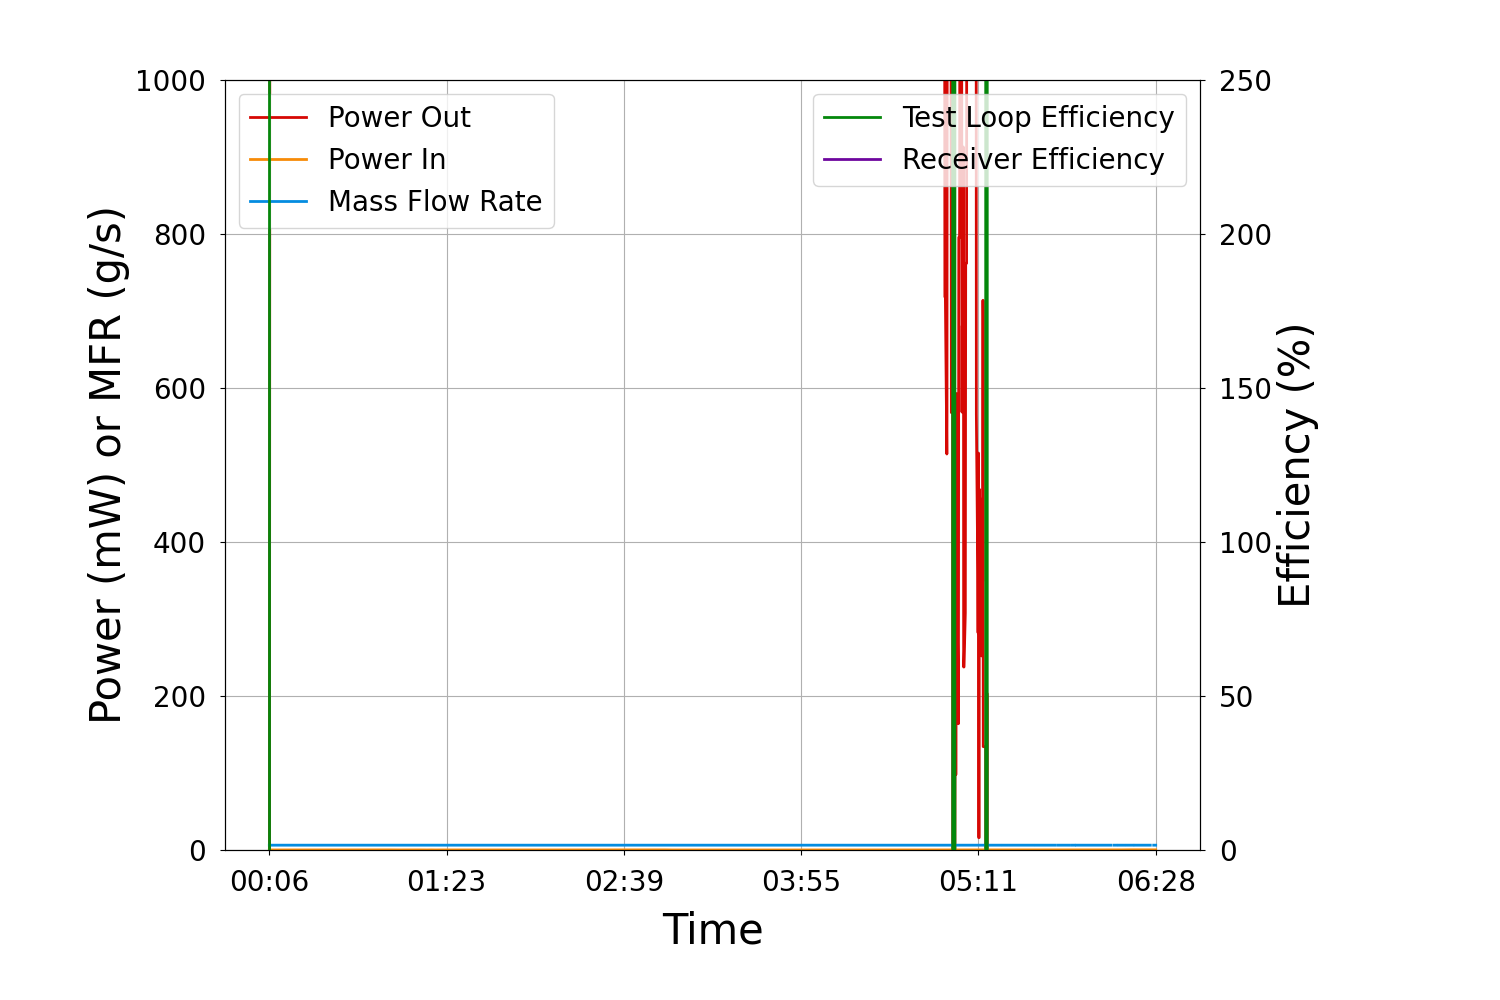 1000
800
600
400
200
0
Power (mW) or MFR (g/s)
Power Out
Power In
Mass Flow Rate
Test Loop Efficiency
Receiver Efficiency
250
200
150
100
50
0
Efficiency (%)
00:06 01:23 02:39 03:55 05:11 06:28
Time